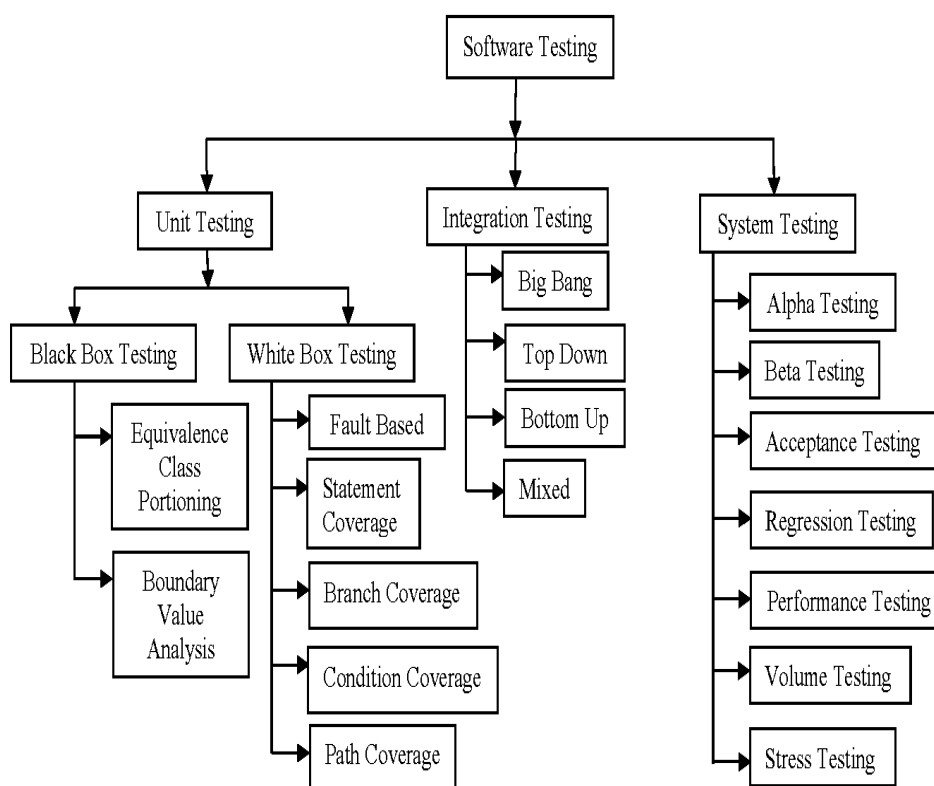 Software Testing
Unit Testing
Integration Testing
System Testing
Black Box Testing
White Box Testing
Equivalence
Class
Portioning
Boundary
Value
Analysis
Fault Based
Statement
Coverage
Branch Coverage
Condition Coverage
Path Coverage
Big Bang
Top Down
Bottom Up
Mixed
Alpha Testing
Beta Testing
Acceptance Testing
Regression Testing
Performance Testing
Volume Testing
Stress Testing